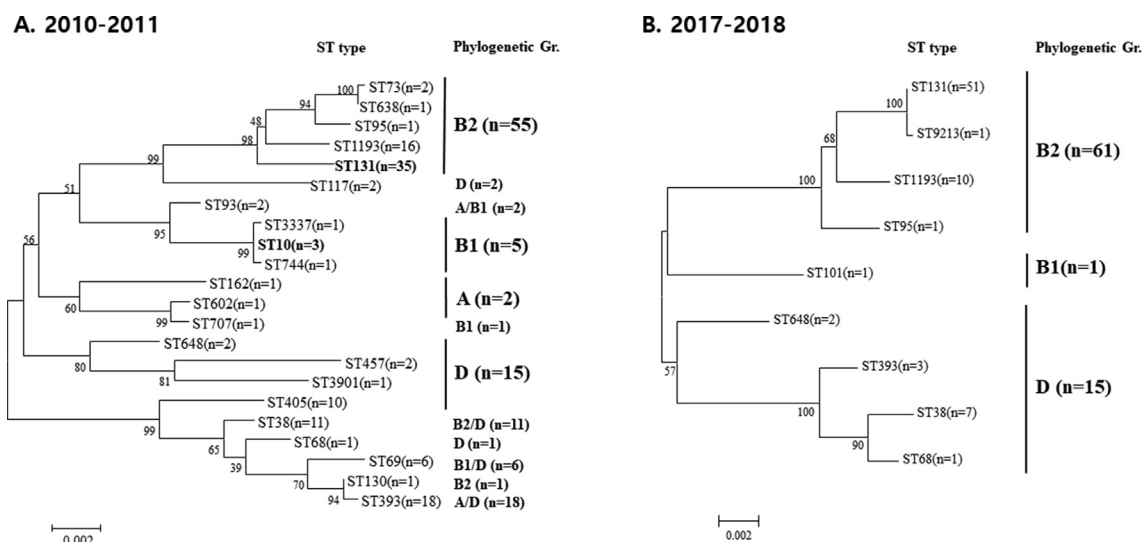 A. 2010-2011
ST type
Phylogenetic Gr.
100
ST73(n=2)
ST638(n=1)
94
ST95(n=1)
48
ST1193(n=16)
98
ST131(n=35)
99
ST117(n=2)
51
ST93(n=2)
95
ST3337(n=1)
ST10(n=3)
99
ST744(n=1)
56
ST162(n=1)
60
ST602(n=1)
99
ST707(n=1)
ST648(n=2)
80
ST457(n=2)
81
ST3901(n=1)
ST405(n=10)
99
ST38(n=11)
65
ST68(n=1)
39
ST69(n=6)
70
ST130(n=1)
94
ST393(n=18)
B2 (n=55)
D (n=2)
A/B1 (n=2)
B1 (n=5)
A (n=2)
B1 (n=1)
D (n=15)
B2/D (n=11)
D (n=1)
B1/D (n=6)
B2 (n=1)
A/D (n=18)
0.002
B. 2017-2018
ST type
Phylogenetic Gr.
ST131(n=51)
100
ST9213(n=1)
68
ST1193(n=10)
100
ST95(n=1)
ST101(n=1)
ST648(n=2)
57
ST393(n=3)
100
ST38(n=7)
90
ST68(n=1)
B2 (n=61)
B1(n=1)
D (n=15)
0.002